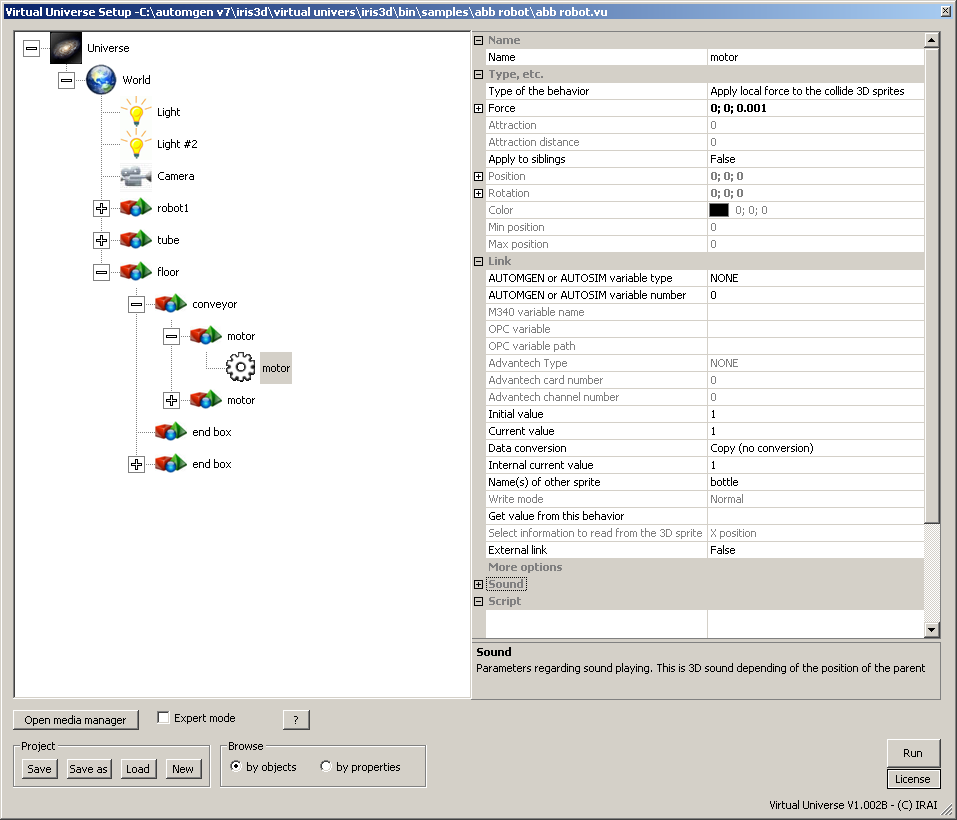 Virtual Universe Setup -C:\automgen v7\iris3d\virtual univers\iris3d\bin\samples\abb robot\abb robot.vu
Universe
World
Light
Light #2
Camera
robot1
tube
floor
conveyor
motor
motor
motor
end box
end box
Name
Name motor
Type, etc.
Type of the behavior Apply local force to the collide 3D sprites
Force 0; 0; 0.001
Attraction 0
Attraction distance 0
Apply to siblings False
Position 0; 0; 0
Rotation 0; 0; 0
Color 0; 0; 0
Min position 0
Max position 0
Link
AUTOMGEN or AUTOSIM variable type NONE
AUTOMGEN or AUTOSIM variable number 0
M340 variable name
OPC variable
OPC variable path
Advantech Type NONE
Advantech card number 0
Advantech channel number 0
Initial value 1
Current value 1
Data conversion Copy (no conversion)
Internal current value 1
Name(s) of other sprite bottle
Write mode Normal
Get value from this behavior
Select information to read from the 3D sprite X position
External link False
More options
Sound
Script
Sound
Parameters regarding sound playing. This is 3D sound depending of the position of the parent
Open media manager Expert mode ?
Project
Save Save as Load New
Browse
by objects by properties
Run
License
Virtual Universe V1.002B - (C) IRAI